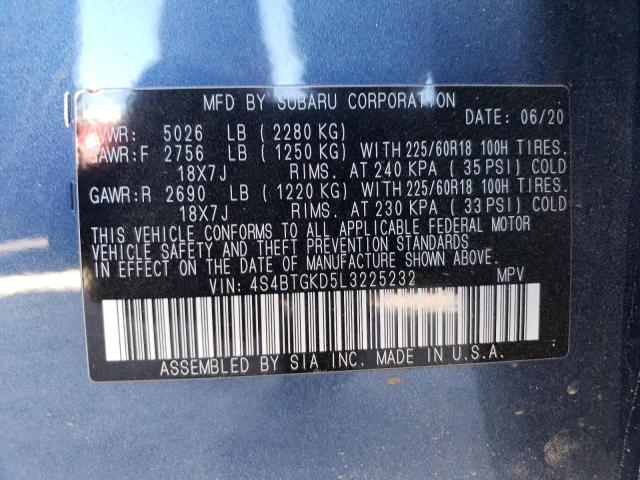 MFD BY SUBARU CORPORATION
DATE: 06/20
GVWR: 5026 LB (2280 KG)
GAWR:F 2756 LB (1250 KG) WITH 225/60R18 100H TIRES.
18X7J RIMS. AT 240 KPA (35 PSI) COLD
GAWR:R 2690 LB (1220 KG) WITH 225/60R18 100H TIRES.
18X7J RIMS. AT 230 KPA (33 PSI) COLD
THIS VEHICLE CONFORMS TO ALL APPLICABLE FEDERAL MOTOR
VEHICLE SAFETY AND THEFT PREVENTION STANDARDS
IN EFFECT ON DATE OF MANUFACTURE SHOWN ABOVE.
VIN: 4S4BTGKD5L3225232 MPV
ASSEMBLED BY SIA INC. MADE IN U.S.A.